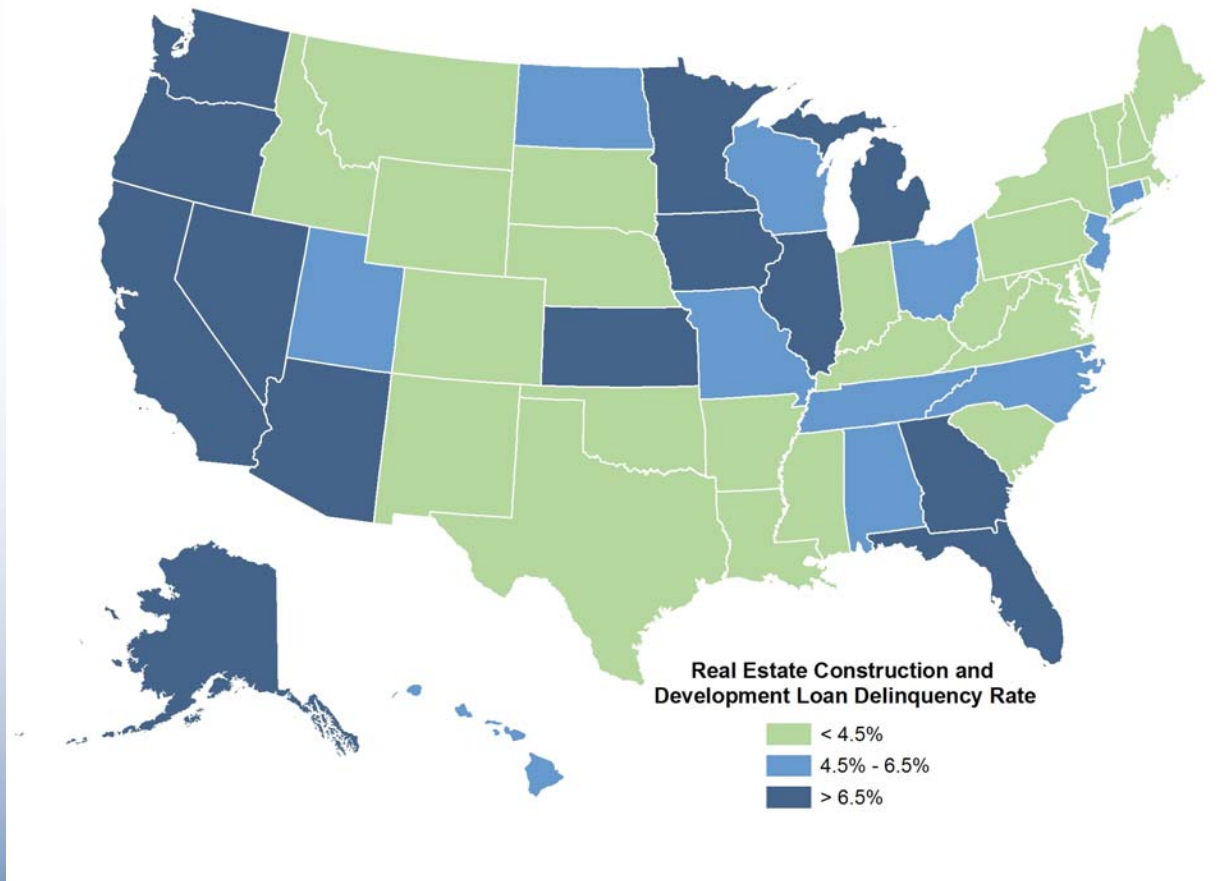 Real Estate Construction and
Development Loan Delinquency Rate
< 4.5%
4.5% - 6.5%
> 6.5%